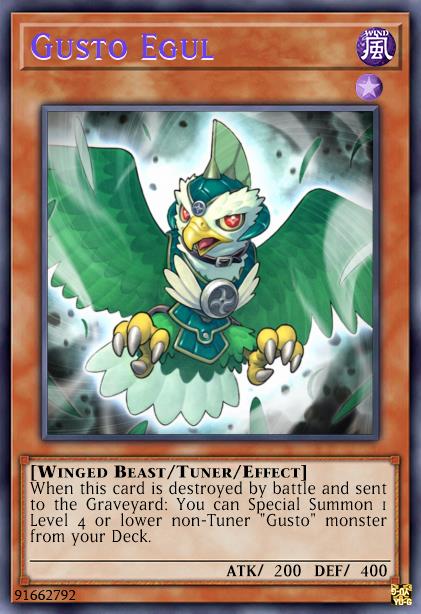 Gusto Egul
WIND
風
[Winged Beast/Tuner/Effect]
When this card is destroyed by battle and sent
to the Graveyard: You can Special Summon 1
Level 4 or lower non-Tuner "Gusto" monster
from your Deck.
ATK/ 200 DEF/ 400
91662792